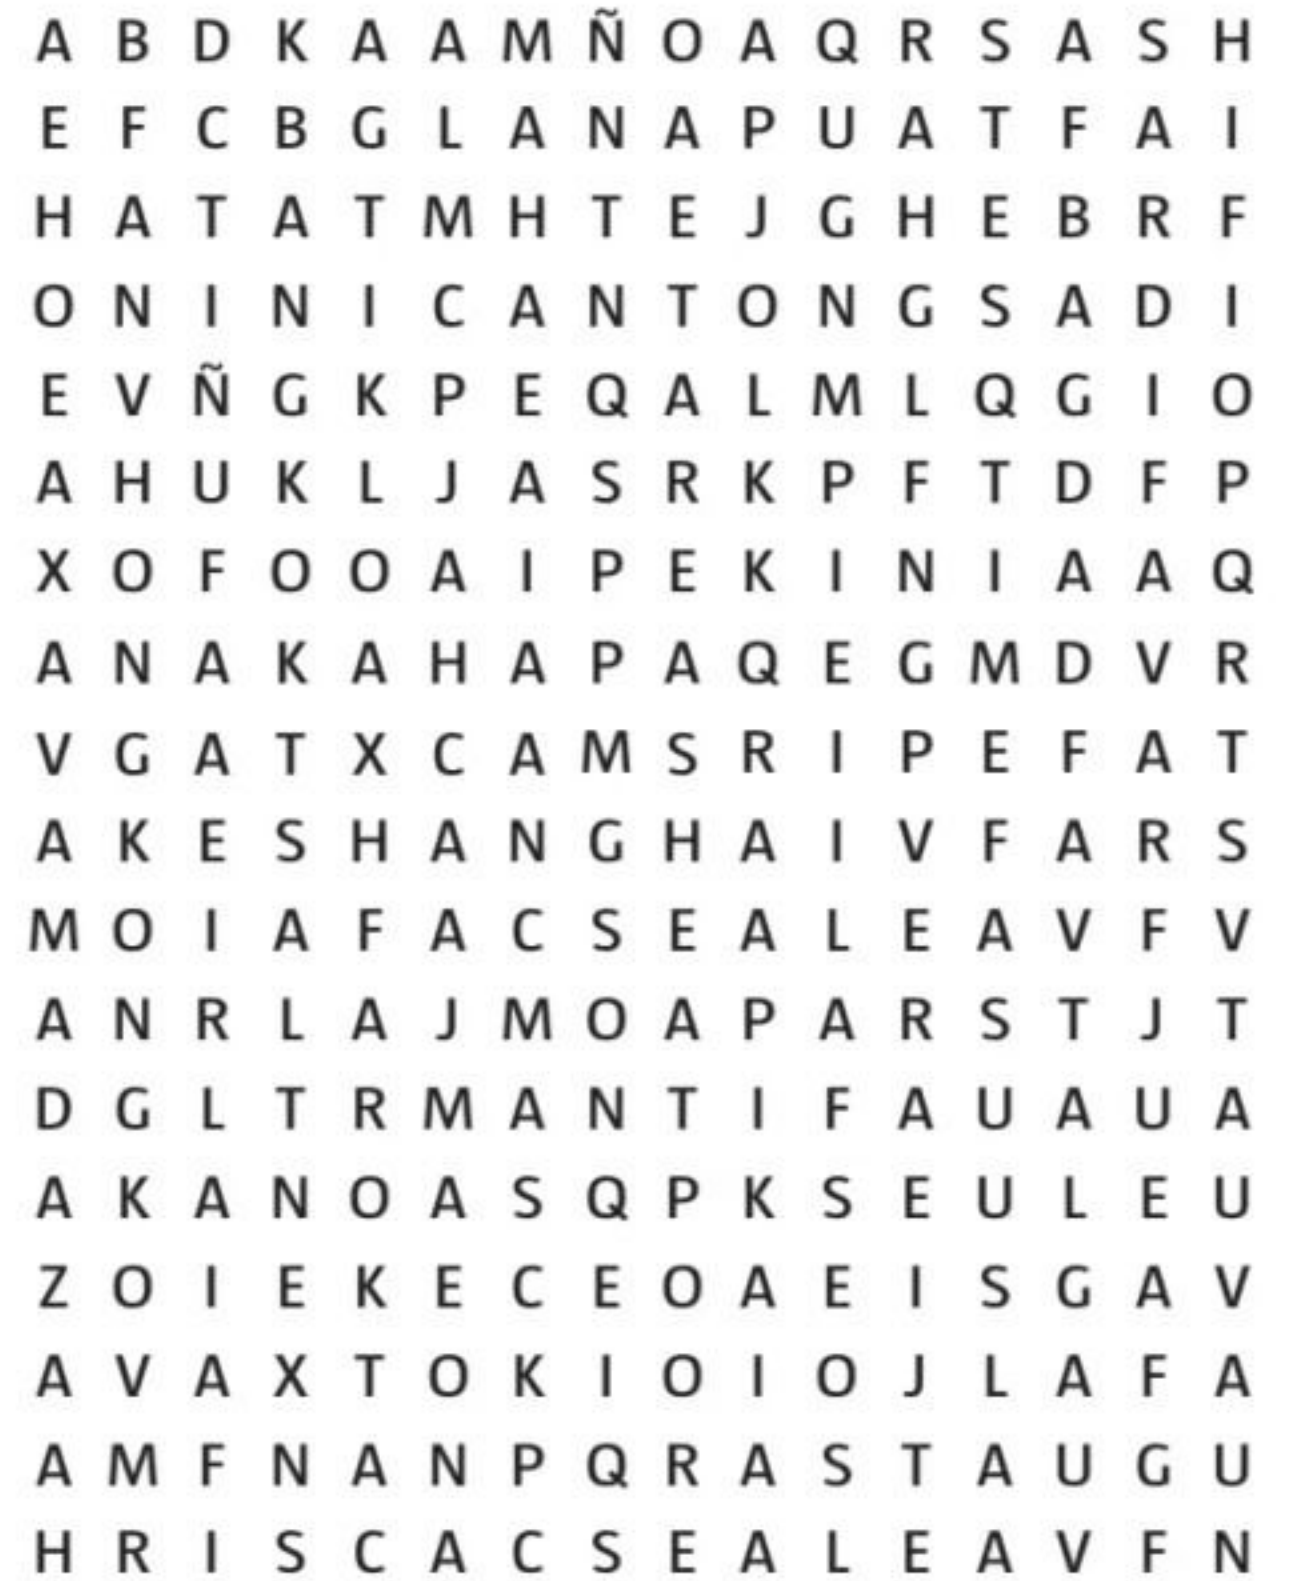 A B D K A A M Ñ O A Q R S A S H
E F C B G L A N A P U A T F A I
H A T A T M H T E J G H E B R F
O N I N I C A N T O N G S A D I
E V Ñ G K P E Q A L M L Q G I O
A H U K L J A S R K P F T D F P
X O F O O A I P E K I N I A A Q
A N A K A H A P A Q E G M D V R
V G A T X C A M S R I P E F A T
A K E S H A N G H A I V F A R S
M O I A F A C S E A L E A V F V
A N R L A J M O A P A R S T J T
D G L T R M A N T I F A U A U A
A K A N O A S Q P K S E U L E U
Z O I E K E C E O A E I S G A V
A V A X T O K I O I O J L A F A
A M F N A N P Q R A S T A U G U
H R I S C A C S E A L E A V F N